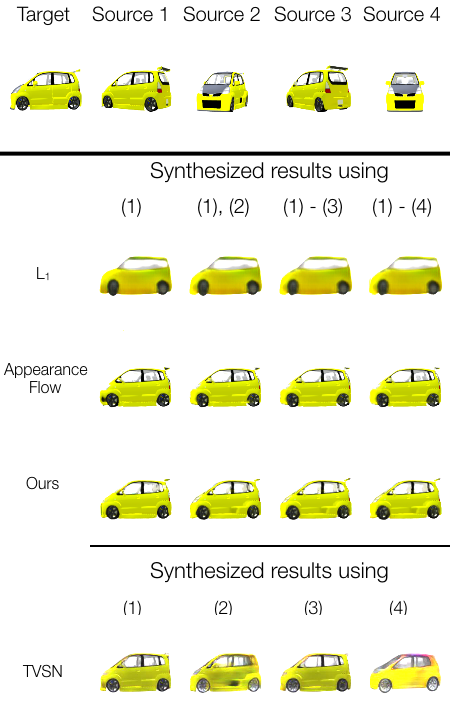 Target Source 1 Source 2 Source 3 Source 4
Synthesized results using
(1) (1), (2) (1) - (3) (1) - (4)
L₁
Appearance
Flow
Ours
Synthesized results using
(1) (2) (3) (4)
TVSN